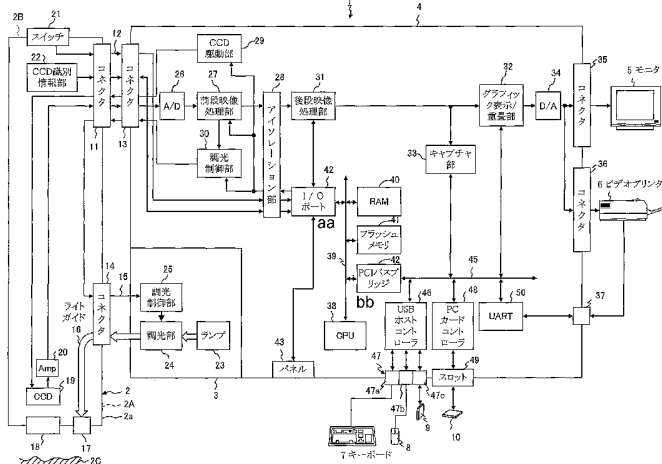 1
4
2B
21
スイッチ
22
CCD識別
情報部
コネクタ
11
12
コネクタ
13
29
CCD
駆動部
26
A/D
27
前段映像
処理部
30
調光
制御部
28
アイソレーション部
31
後段映像
処理部
42
I/O
ポート
aa
40
RAM
41
フラッシュ
メモリ
42
PCIバスブ
リッジ
bb
39
38
CPU
32
グラフィッ
ク表示/
重畳部
33
キャプチャ
部
34
D/A
35
コネクタ
5 モニタ
36
コネクタ
6 ビデオプリンタ
37
45
46
USB
ホスト
コント
ローラ
48
PC
カードコ
ントロ
ーラ
50
UART
47
47a
47b
47c
49
スロット
43
パネル
14
コネクタ
15
25
調光
制御部
24
調光部
23
ランプ
3
ライト
ガイド
16
20
Amp
19
CCD
18
17
2
2A
2a
2C
7 キーボード
8
9
10